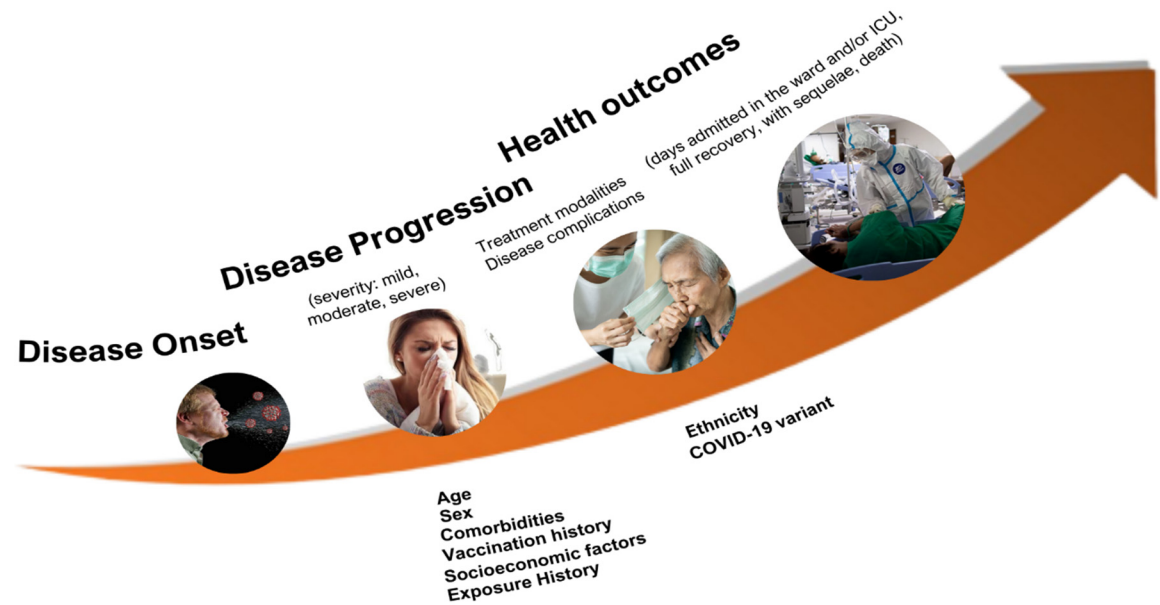 Disease Onset
Disease Progression
(severity: mild,
moderate, severe)
Health outcomes
Treatment modalities
Disease complications
(days admitted in the ward and/or ICU,
full recovery, with sequelae, death)
Age
Sex
Comorbidities
Vaccination history
Socioeconomic factors
Exposure History
Ethnicity
COVID-19 variant